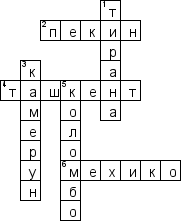 1 тирана
2 пекин
3 камерун
4 ташкент
5 коломбо
6 мехико